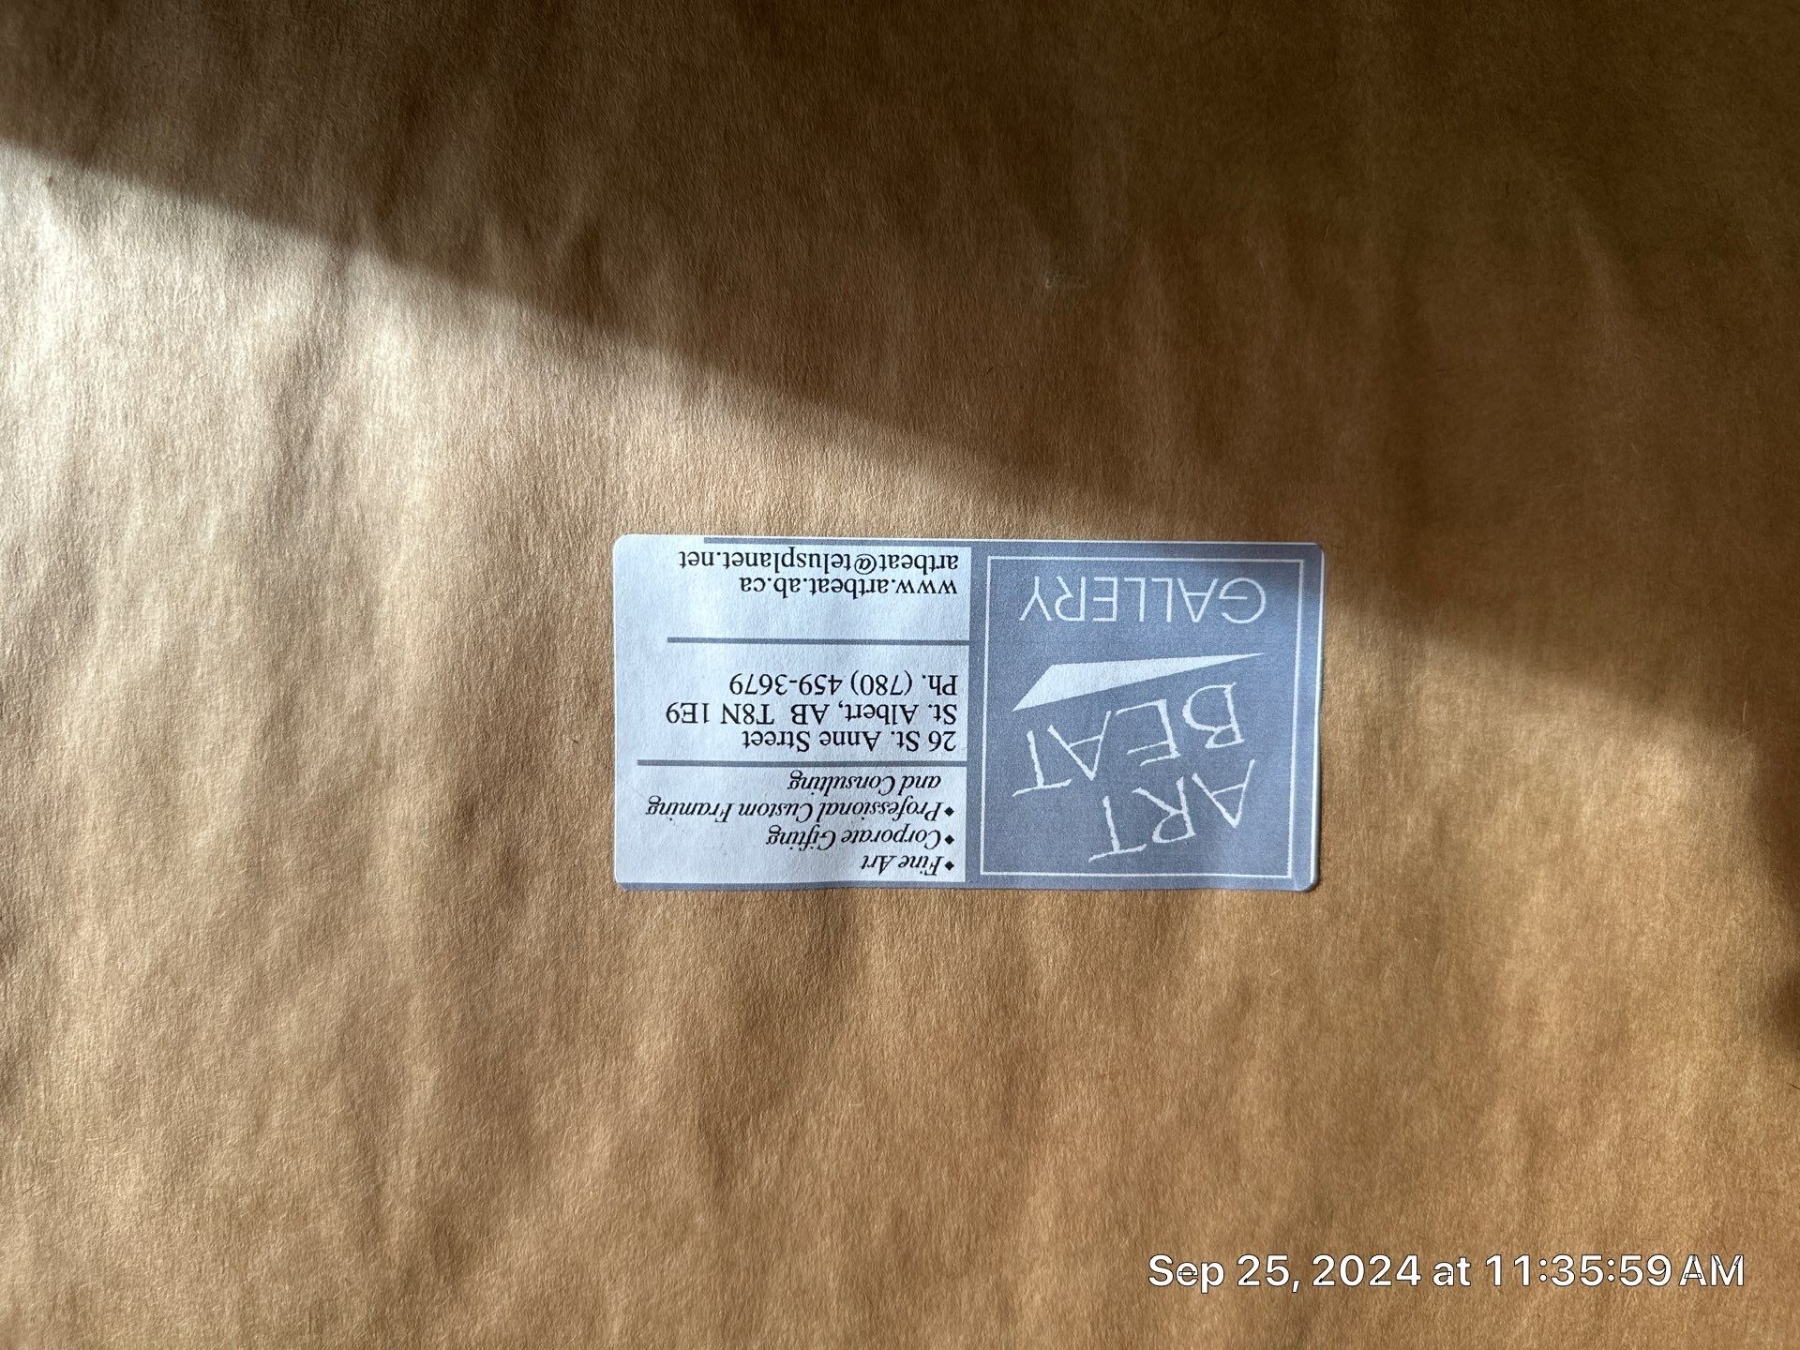 ART
BEAT
GALLERY
♦Fine Art
♦Corporate Gifting
♦Professional Custom Framing
and Consulting
26 St. Anne Street
St. Albert, AB T8N 1E9
Ph. (780) 459-3679
www.artbeat.ab.ca
artbeat@telusplanet.net
Sep 25, 2024 at 11:35:59 AM